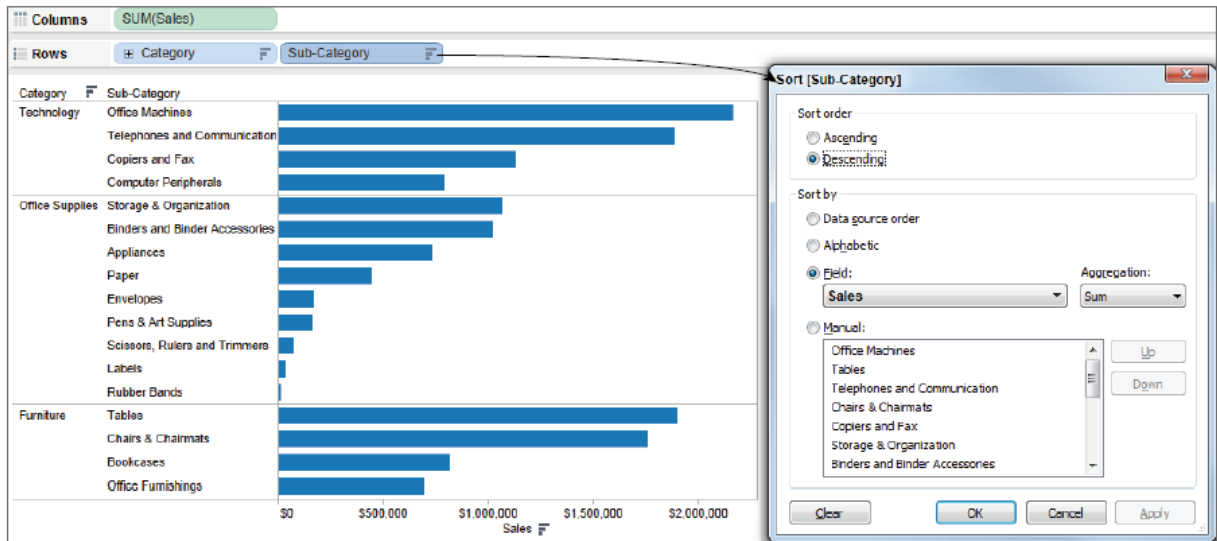 Columns SUM(Sales)
Rows Category Sub-Category
Category Sub-Category
Technology Office Machines
Telephones and Communication
Copiers and Fax
Computer Peripherals
Office Supplies Storage & Organization
Binders and Binder Accessories
Appliances
Paper
Envelopes
Pens & Art Supplies
Scissors, Rulers and Trimmers
Labels
Rubber Bands
Furniture Tables
Chairs & Chairmats
Bookcases
Office Furnishings
$0 $500,000 $1,000,000 $1,500,000 $2,000,000
Sales
Sort [Sub-Category]
Sort order
Ascending
Descending
Sort by
Data source order
Alphabetic
Field: Aggregation:
Sales Sum
Manual:
Office Machines
Tables
Telephones and Communication
Chairs & Chairmats
Copiers and Fax
Storage & Organization
Binders and Binder Accessories
Up
Down
Clear OK Cancel Apply